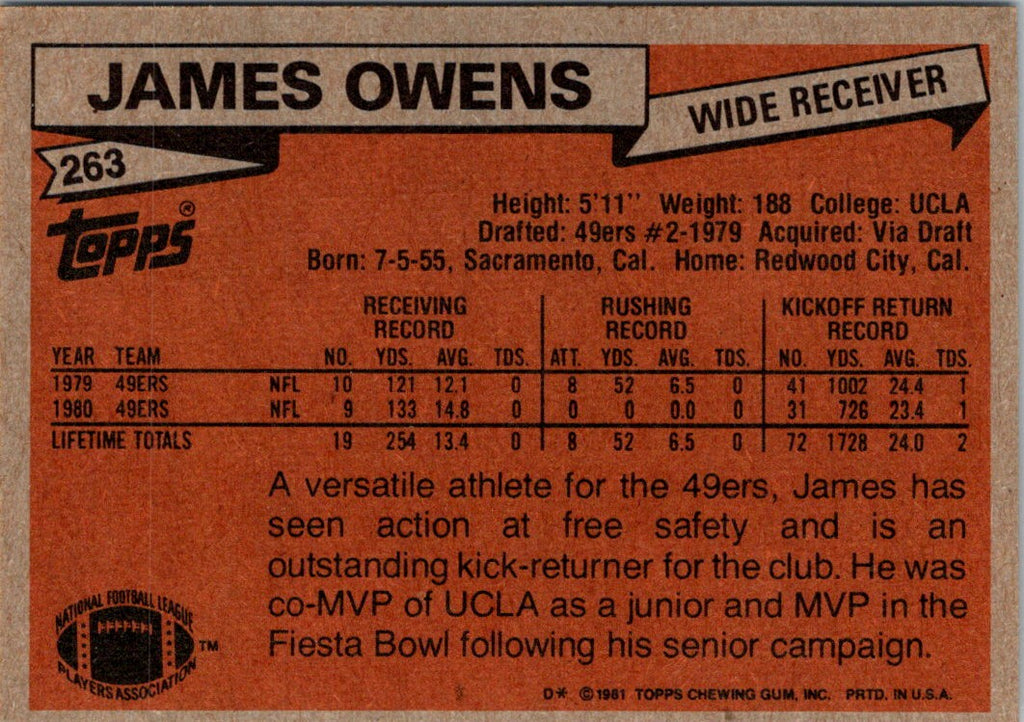 JAMES OWENS
WIDE RECEIVER
263
Topps®
Height: 5'11" Weight: 188 College: UCLA
Drafted: 49ers #2-1979 Acquired: Via Draft
Born: 7-5-55, Sacramento, Cal. Home: Redwood City, Cal.
RECEIVING RECORD RUSHING RECORD KICKOFF RETURN RECORD
YEAR TEAM NO. YDS. AVG. TDS. ATT. YDS. AVG. TDS. NO. YDS. AVG. TDS.
1979 49ERS NFL 10 121 12.1 0 8 52 6.5 0 41 1002 24.4 1
1980 49ERS NFL 9 133 14.8 0 0 0 0.0 0 31 726 23.4 1
LIFETIME TOTALS 19 254 13.4 0 8 52 6.5 0 72 1728 24.0 2
A versatile athlete for the 49ers, James has
seen action at free safety and is an
outstanding kick-returner for the club. He was
co-MVP of UCLA as a junior and MVP in the
Fiesta Bowl following his senior campaign.
NATIONAL FOOTBALL LEAGUE
PLAYERS ASSOCIATION
™
D* ©1981 TOPPS CHEWING GUM, INC. PRTD. IN U.S.A.